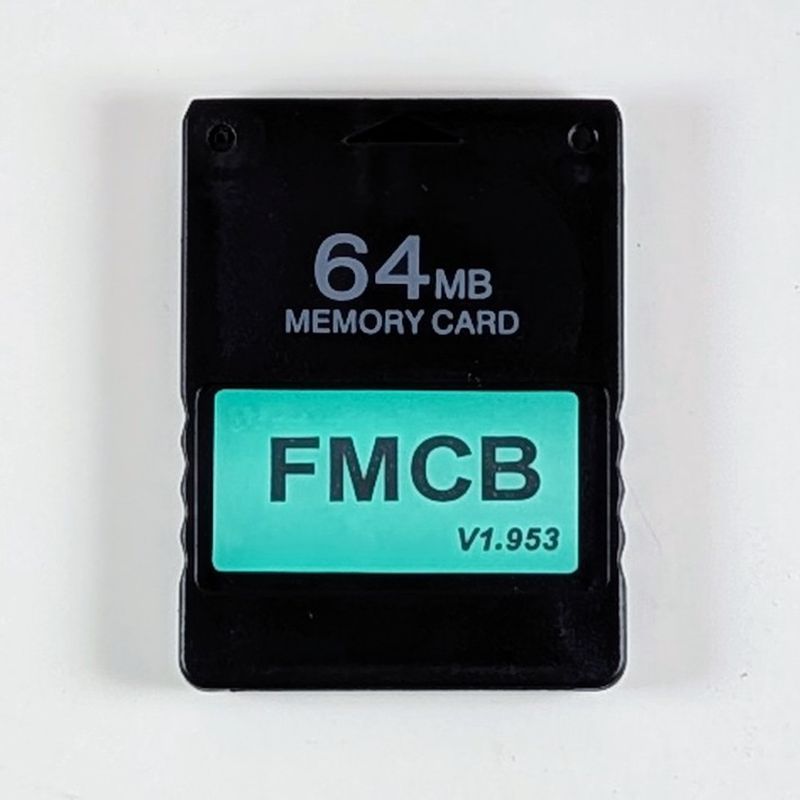 64MB
MEMORY CARD
FMCB
V1.953